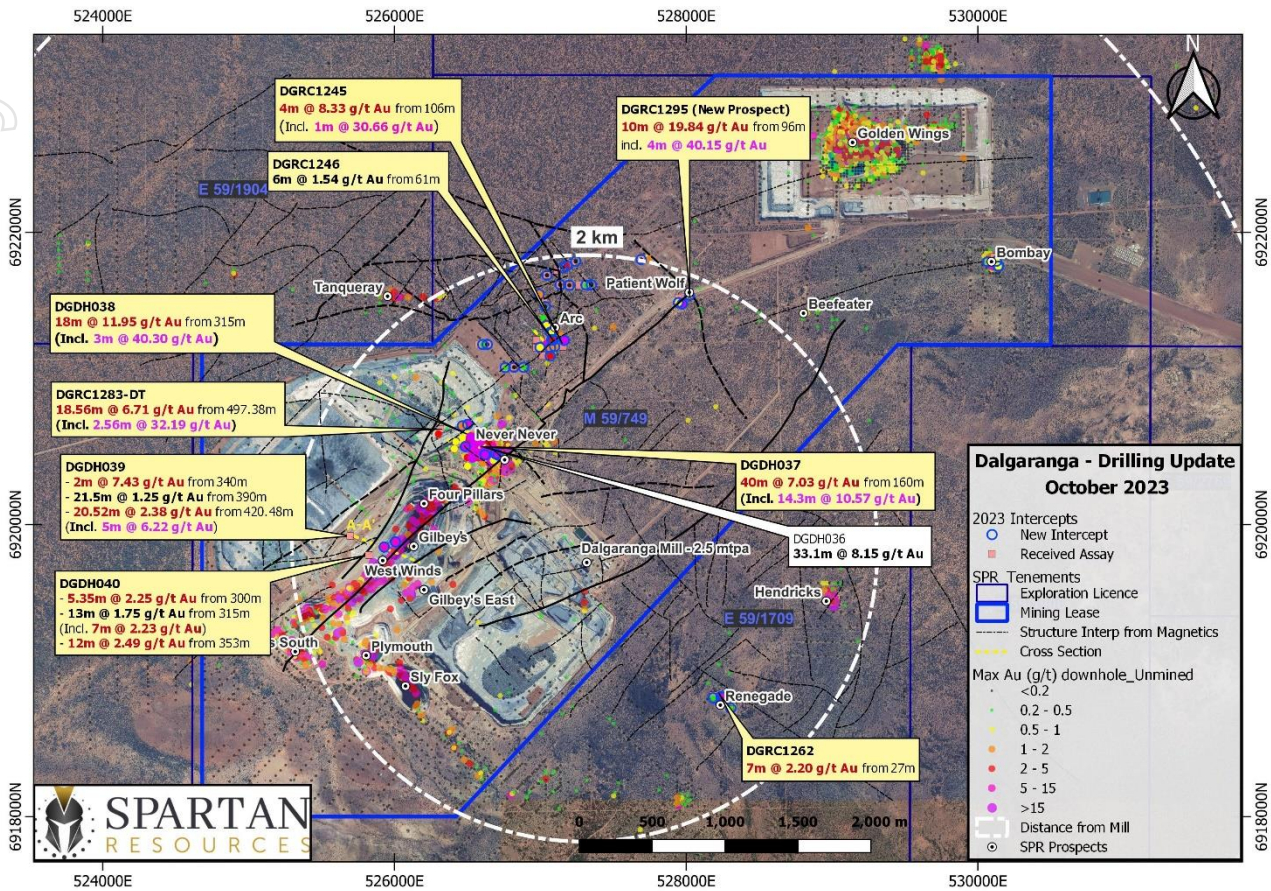 524000E
526000E
528000E
530000E
N
DGRC1245
4m @ 8.33 g/t Au from 106m
(Incl. 1m @ 30.66 g/t Au)
DGRC1295 (New Prospect)
10m @ 19.84 g/t Au from 96m
incl. 4m @ 40.15 g/t Au
Golden Wings
DGRC1246
6m @ 1.54 g/t Au from 61m
E 59/1904
6922000N
6922000N
2 km
Bombay
Tanqueray
Patient Wolf
Beefeater
Arc
DGDH038
18m @ 11.95 g/t Au from 315m
(Incl. 3m @ 40.30 g/t Au)
DGRC1283-DT
18.56m @ 6.71 g/t Au from 497.38m
(Incl. 2.56m @ 32.19 g/t Au)
M 59/749
Never Never
DGDH037
40m @ 7.03 g/t Au from 160m
(Incl. 14.3m @ 10.57 g/t Au)
DGDH039
- 2m @ 7.43 g/t Au from 340m
- 21.5m @ 1.25 g/t Au from 390m
- 20.52m @ 2.38 g/t Au from 420.48m
(Incl. 5m @ 6.22 g/t Au)
Four Pillars
A-A'
Gilbey's
DGDH036
33.1m @ 8.15 g/t Au
6920000N
6920000N
Dalgaranga Mill - 2.5 mtpa
West Winds
DGDH040
- 5.35m @ 2.25 g/t Au from 300m
- 13m @ 1.75 g/t Au from 315m
(Incl. 7m @ 2.23 g/t Au)
- 12m @ 2.49 g/t Au from 353m
Gilbey's East
Hendricks
E 59/1709
s South
Plymouth
Sly Fox
Renegade
DGRC1262
7m @ 2.20 g/t Au from 27m
Dalgaranga - Drilling Update
October 2023
2023 Intercepts
New Intercept
Received Assay
SPR_Tenements
Exploration Licence
Mining Lease
Structure Interp from Magnetics
Cross Section
Max Au (g/t) downhole_Unmined
<0.2
0.2 - 0.5
0.5 - 1
1 - 2
2 - 5
5 - 15
>15
Distance from Mill
SPR Prospects
SPARTAN
RESOURCES
0 500 1,000 1,500 2,000 m
6918000N
6918000N
524000E
526000E
528000E
530000E